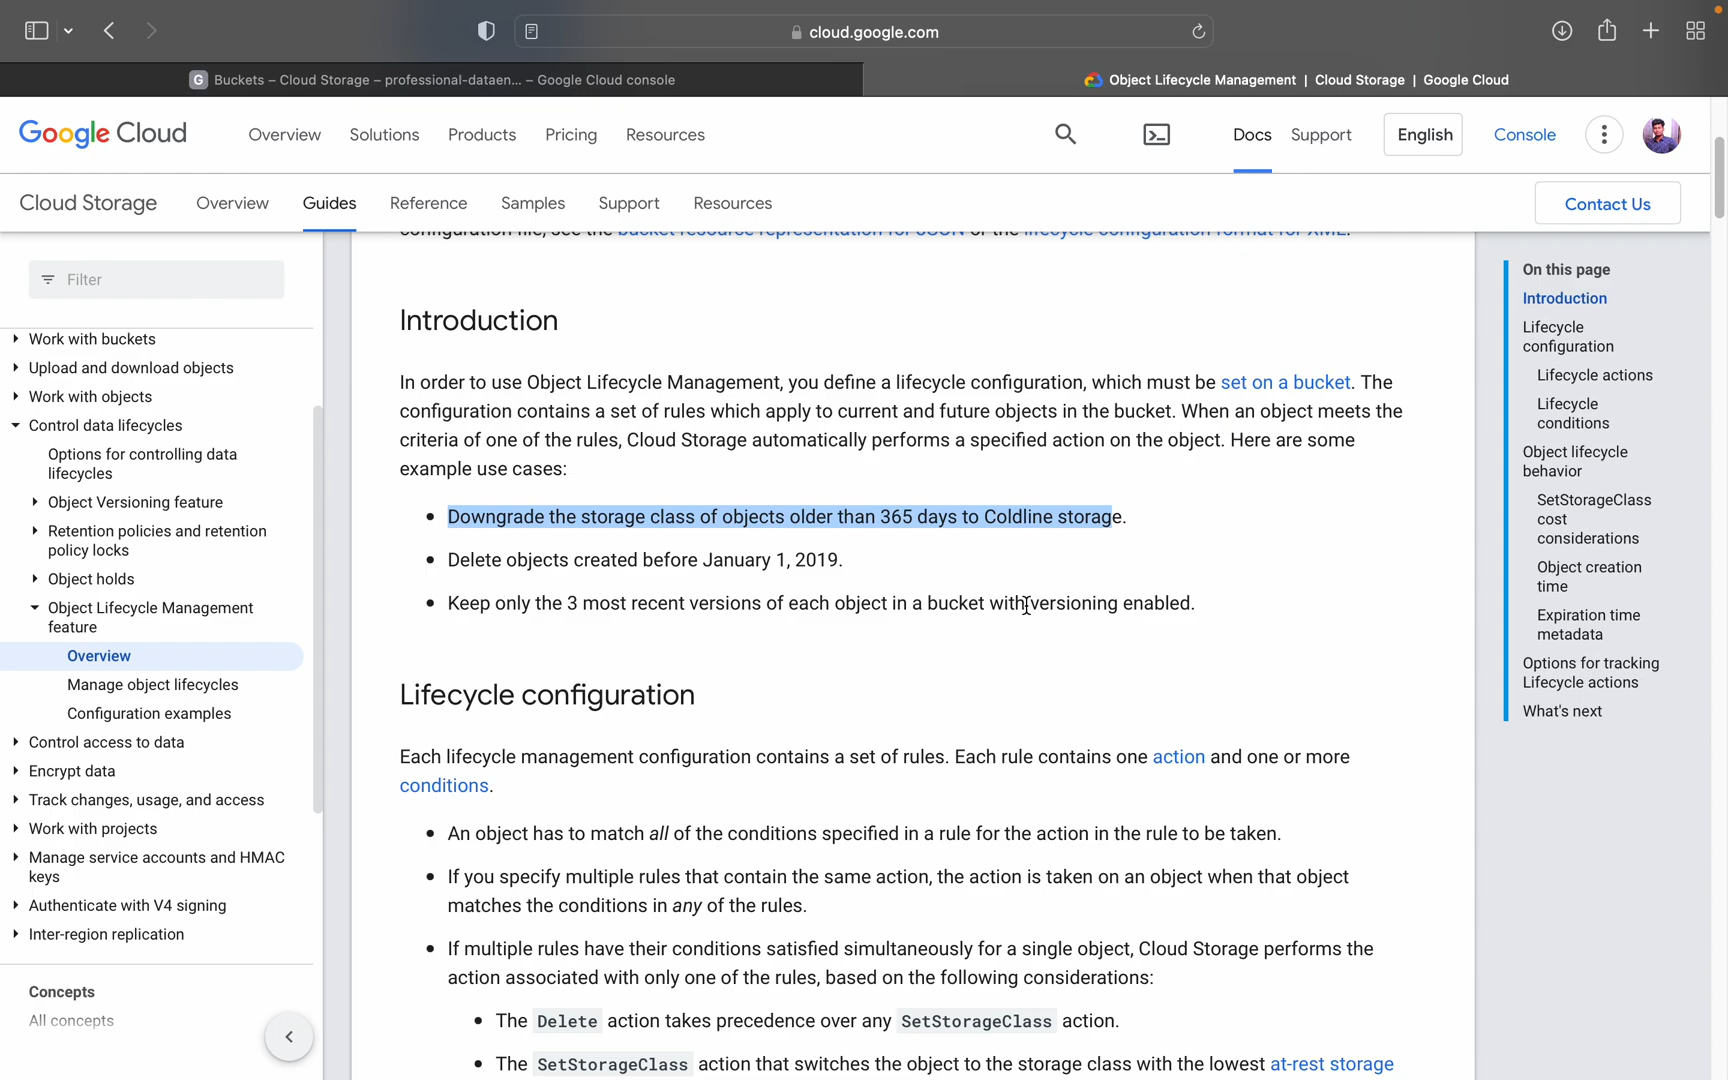 cloud.google.com
G Buckets – Cloud Storage – professional-dataen... – Google Cloud console
Object Lifecycle Management | Cloud Storage | Google Cloud
Google Cloud
Overview
Solutions
Products
Pricing
Resources
Docs
Support
English
Console
Cloud Storage
Overview
Guides
Reference
Samples
Support
Resources
Contact Us
Filter
Work with buckets
Upload and download objects
Work with objects
Control data lifecycles
Options for controlling data
lifecycles
Object Versioning feature
Retention policies and retention
policy locks
Object holds
Object Lifecycle Management
feature
Overview
Manage object lifecycles
Configuration examples
Control access to data
Encrypt data
Track changes, usage, and access
Work with projects
Manage service accounts and HMAC
keys
Authenticate with V4 signing
Inter-region replication
Concepts
All concepts
configuration file, see the bucket resource representation for JSON or the lifecycle configuration format for XML.
Introduction
In order to use Object Lifecycle Management, you define a lifecycle configuration, which must be set on a bucket. The
configuration contains a set of rules which apply to current and future objects in the bucket. When an object meets the
criteria of one of the rules, Cloud Storage automatically performs a specified action on the object. Here are some
example use cases:
• Downgrade the storage class of objects older than 365 days to Coldline storage.
• Delete objects created before January 1, 2019.
• Keep only the 3 most recent versions of each object in a bucket with versioning enabled.
Lifecycle configuration
Each lifecycle management configuration contains a set of rules. Each rule contains one action and one or more
conditions.
• An object has to match all of the conditions specified in a rule for the action in the rule to be taken.
• If you specify multiple rules that contain the same action, the action is taken on an object when that object
matches the conditions in any of the rules.
• If multiple rules have their conditions satisfied simultaneously for a single object, Cloud Storage performs the
action associated with only one of the rules, based on the following considerations:
• The Delete action takes precedence over any SetStorageClass action.
• The SetStorageClass action that switches the object to the storage class with the lowest at-rest storage
On this page
Introduction
Lifecycle
configuration
Lifecycle actions
Lifecycle
conditions
Object lifecycle
behavior
SetStorageClass
cost
considerations
Object creation
time
Expiration time
metadata
Options for tracking
Lifecycle actions
What's next